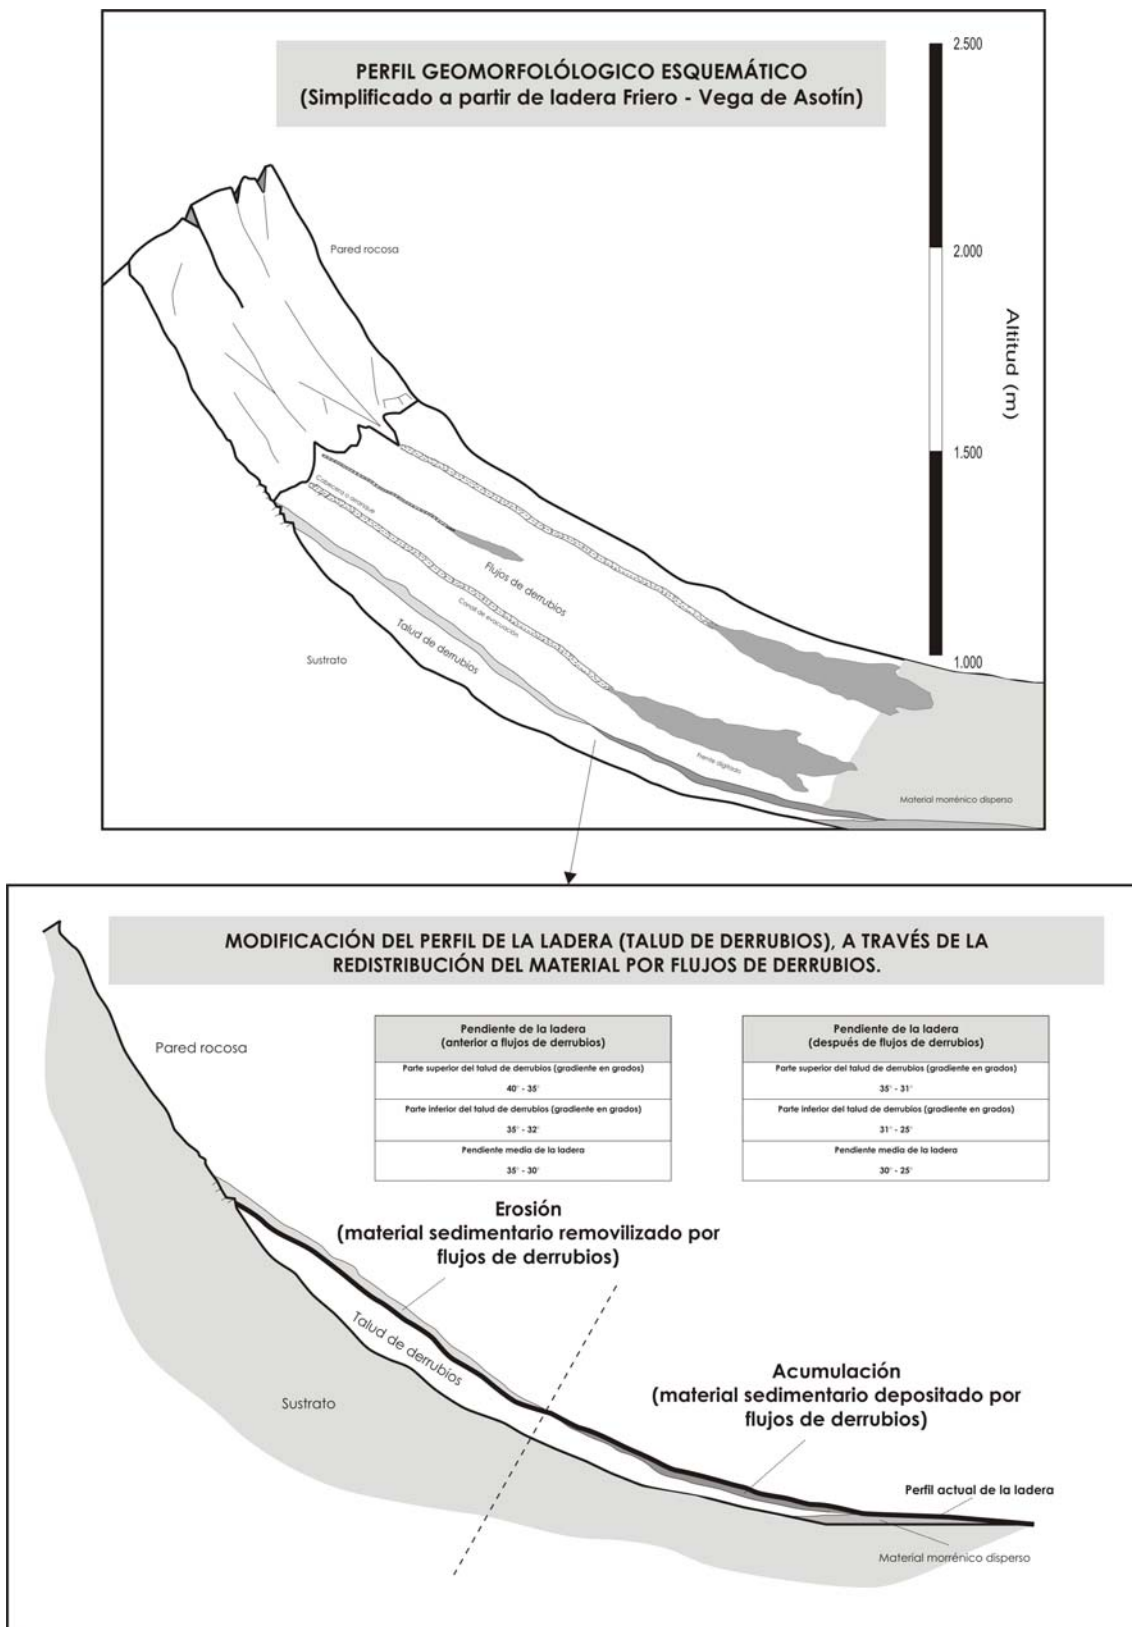 PERFIL GEOMORFOLÓLOGICO ESQUEMÁTICO
(Simplificado a partir de ladera Friero - Vega de Asotín)
2.500
2.000
1.500
1.000
Altitud (m)
Pared rocosa
Cabecera o arranque
Flujos de derrubios
Canal de evacuación
Talud de derrubios
Sustrato
Frente digitado
Material morrénico disperso
MODIFICACIÓN DEL PERFIL DE LA LADERA (TALUD DE DERRUBIOS), A TRAVÉS DE LA
REDISTRIBUCIÓN DEL MATERIAL POR FLUJOS DE DERRUBIOS.
Pared rocosa
Pendiente de la ladera
(anterior a flujos de derrubios)
Parte superior del talud de derrubios (gradiente en grados)
40° - 35°
Parte inferior del talud de derrubios (gradiente en grados)
35° - 32°
Pendiente media de la ladera
35° - 30°
Pendiente de la ladera
(después de flujos de derrubios)
Parte superior del talud de derrubios (gradiente en grados)
35° - 31°
Parte inferior del talud de derrubios (gradiente en grados)
31° - 25°
Pendiente media de la ladera
30° - 25°
Erosión
(material sedimentario removilizado por
flujos de derrubios)
Talud de derrubios
Sustrato
Acumulación
(material sedimentario depositado por
flujos de derrubios)
Perfil actual de la ladera
Material morrénico disperso